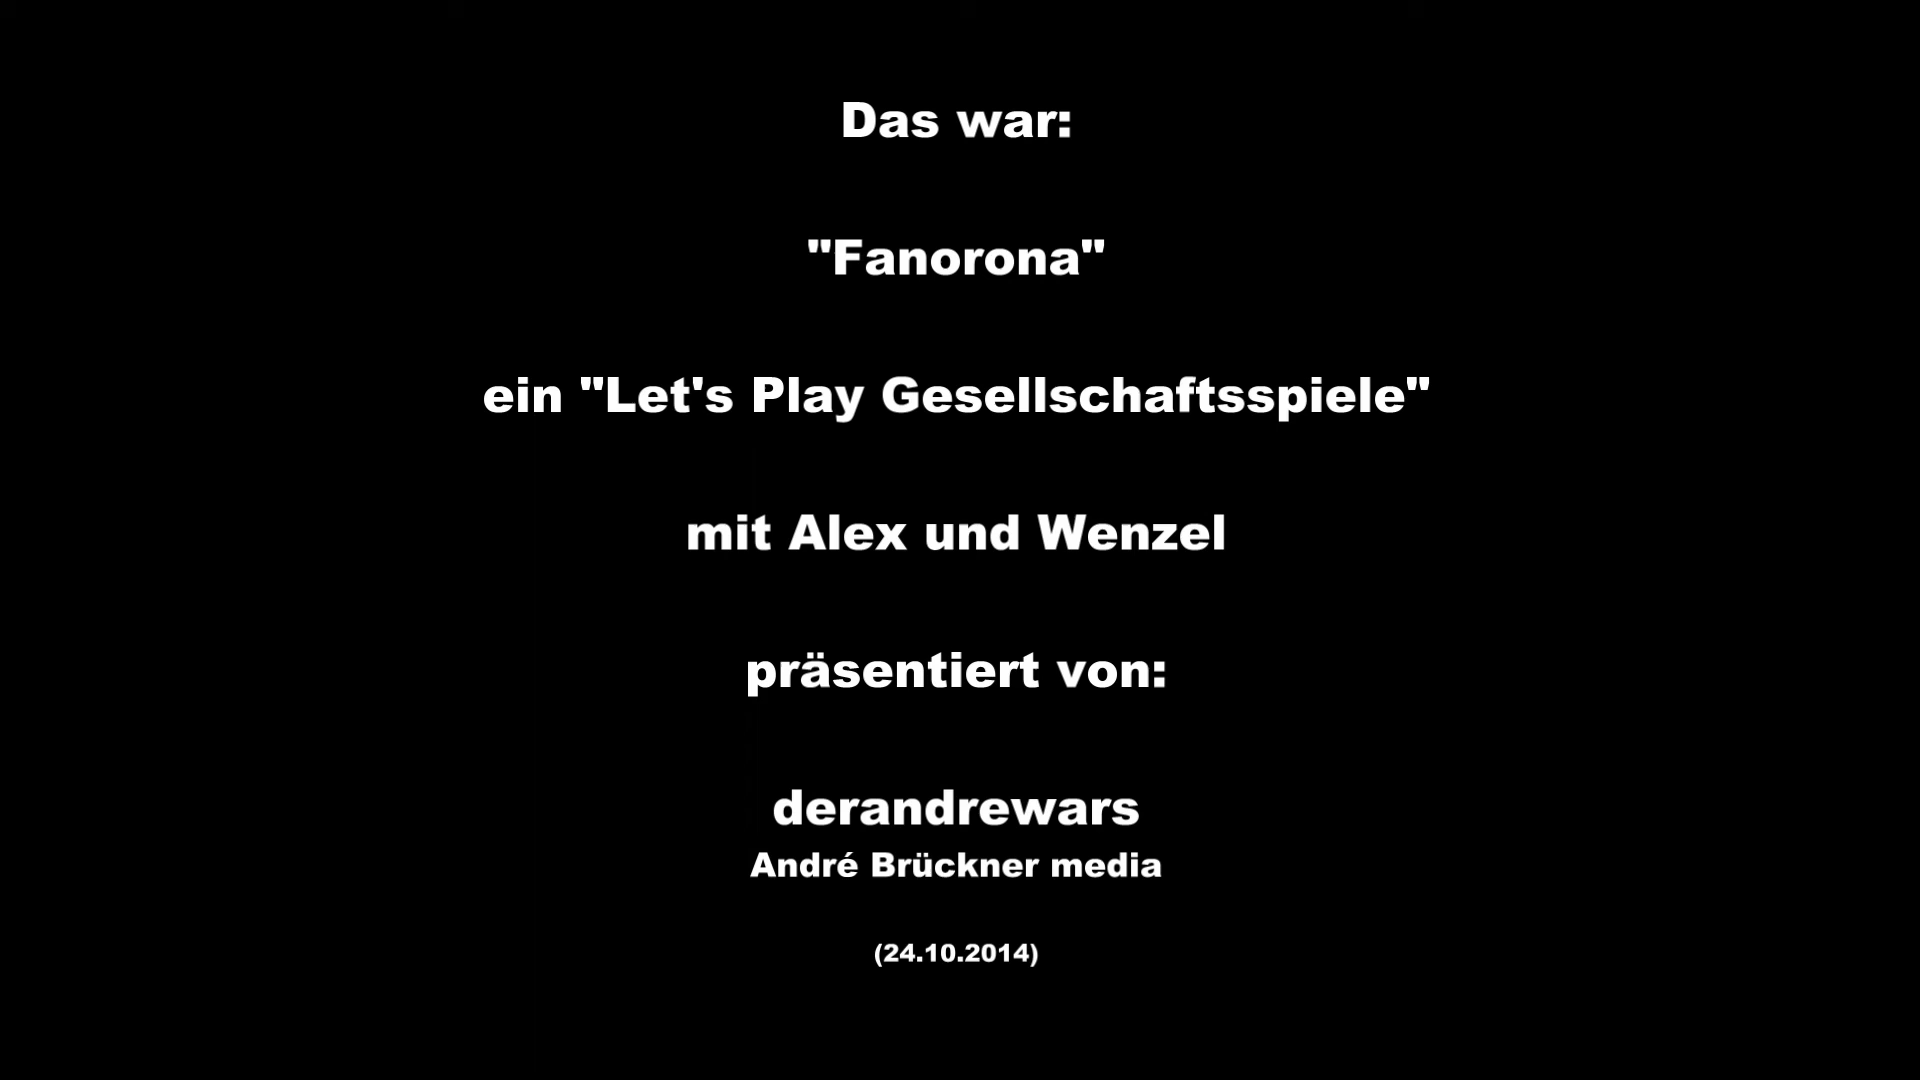 Das war:
"Fanorona"
ein "Let's Play Gesellschaftsspiele"
mit Alex und Wenzel
präsentiert von:
derandrewars
André Brückner media
(24.10.2014)